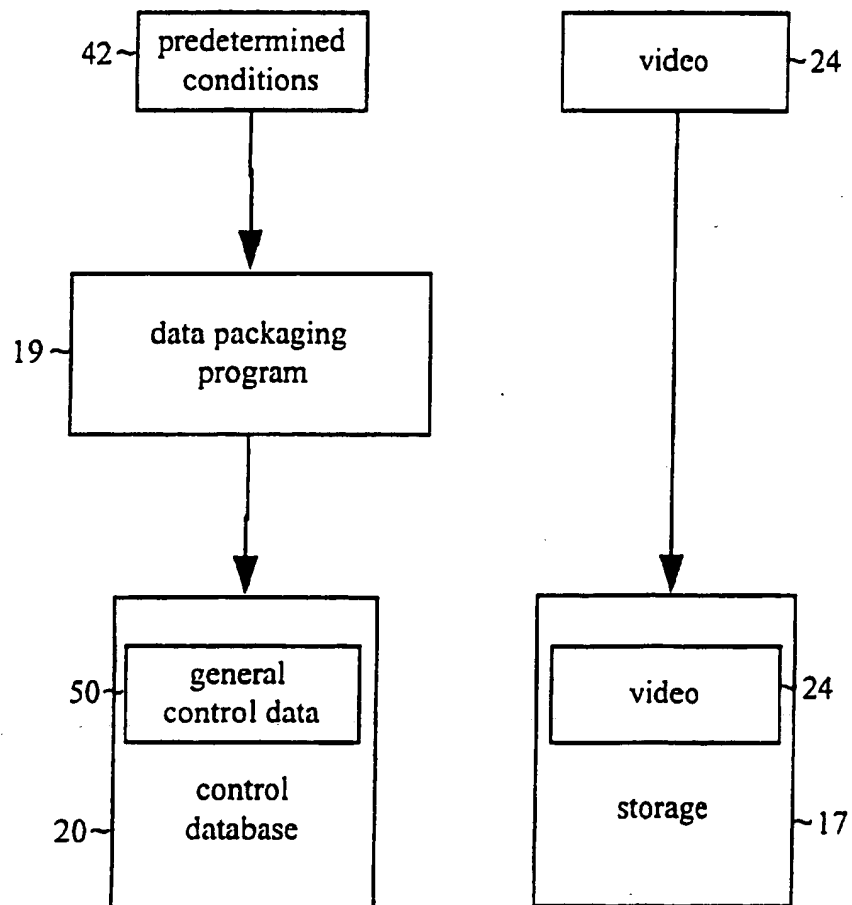 42
predetermined
conditions
video
24
19
data packaging
program
50
general
control data
video
24
control
database
20
storage
17